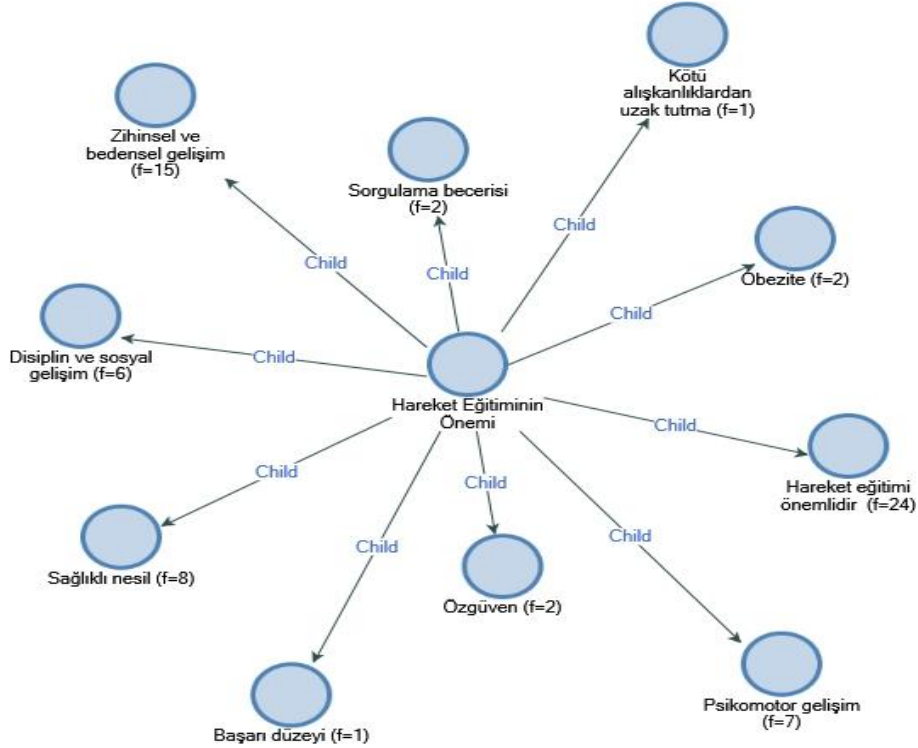 Kötü
alışkanlıklardan
uzak tutma (f=1)
Zihinsel ve
bedensel gelişim
(f=15)
Sorgulama becerisi
(f=2)
Child
Child
Child
Obezite (f=2)
Child
Disiplin ve sosyal
gelişim (f=6)
Child
Hareket Eğitiminin
Önemi
Child
Hareket eğitimi
önemlidir (f=24)
Child
Child
Child
Child
Sağlıklı nesil (f=8)
Özgüven (f=2)
Psikomotor gelişim
(f=7)
Başarı düzeyi (f=1)